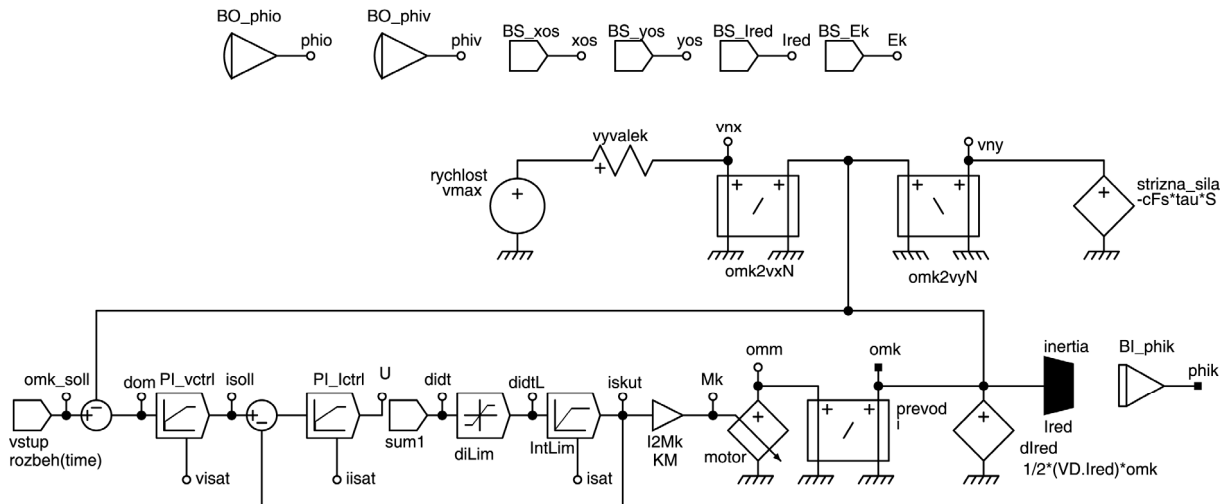 BO_phio
phio
BO_phiv
phiv
BS_xos
xos
BS_yos
yos
BS_Ired
Ired
BS_Ek
Ek
rychlost
vmax
+
vyvalek
+
vnx
+ +
/
omk2vxN
+ +
/
omk2vyN
vny
+
strizna_sila
-cFs*tau*S
omk_soll
vstup
rozbeh(time)
+ −
dom
PI_vctrl
visat
isoll
+ −
PI_Ictrl
iisat
U
sum1
didt
diLim
didtL
IntLim
isat
iskut
I2Mk
KM
Mk
omm
+
motor
omk
+ +
/
prevod
i
+
dIred
1/2*(VD.Ired)*omk
inertia
Ired
BI_phik
phik